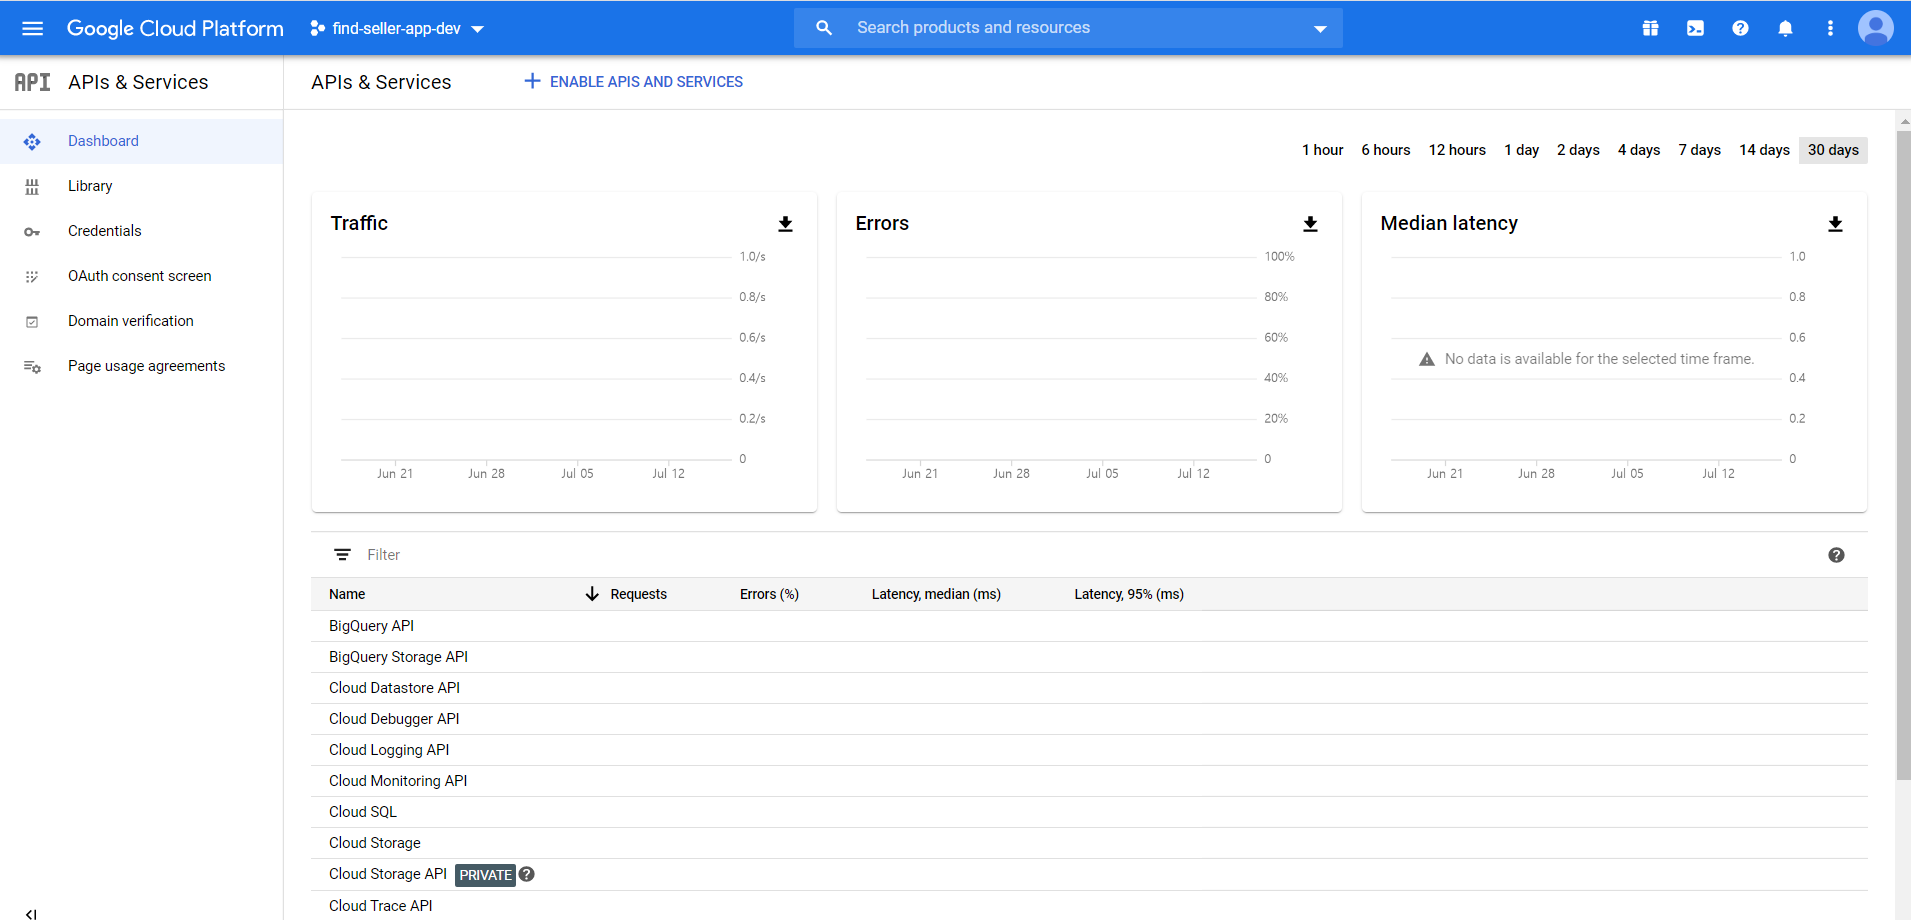 Google Cloud Platform find-seller-app-dev Search products and resources
API APIs & Services
APIs & Services ENABLE APIS AND SERVICES
Dashboard
Library
Credentials
OAuth consent screen
Domain verification
Page usage agreements
1 hour 6 hours 12 hours 1 day 2 days 4 days 7 days 14 days 30 days
Traffic
1.0/s
0.8/s
0.6/s
0.4/s
0.2/s
0
Jun 21 Jun 28 Jul 05 Jul 12
Errors
100%
80%
60%
40%
20%
0
Jun 21 Jun 28 Jul 05 Jul 12
Median latency
1.0
0.8
0.6
No data is available for the selected time frame.
0.4
0.2
0
Jun 21 Jun 28 Jul 05 Jul 12
Filter
Name Requests Errors (%) Latency, median (ms) Latency, 95% (ms)
BigQuery API
BigQuery Storage API
Cloud Datastore API
Cloud Debugger API
Cloud Logging API
Cloud Monitoring API
Cloud SQL
Cloud Storage
Cloud Storage API PRIVATE
Cloud Trace API